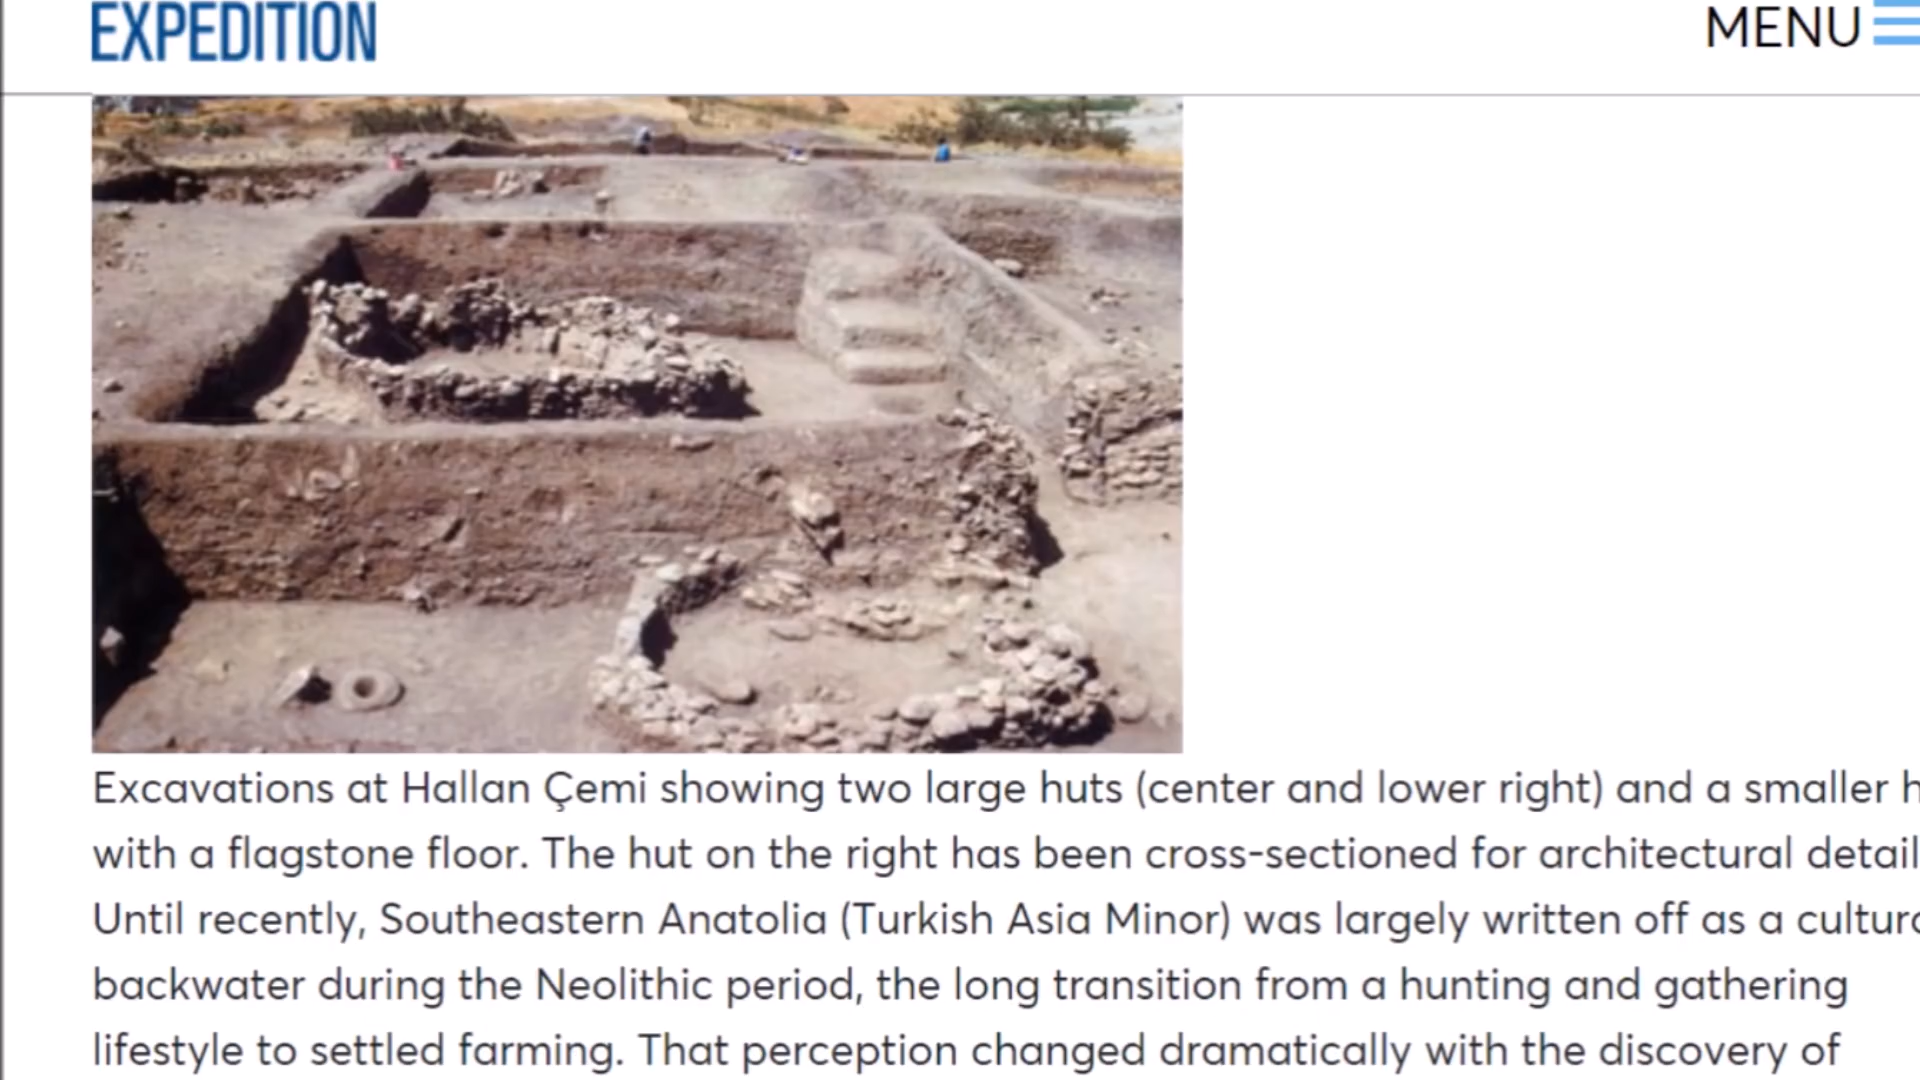 EXPEDITION
MENU
Excavations at Hallan Çemi showing two large huts (center and lower right) and a smaller
with a flagstone floor. The hut on the right has been cross-sectioned for architectural detail
Until recently, Southeastern Anatolia (Turkish Asia Minor) was largely written off as a
backwater during the Neolithic period, the long transition from a hunting and gathering
lifestyle to settled farming. That perception changed dramatically with the discovery of